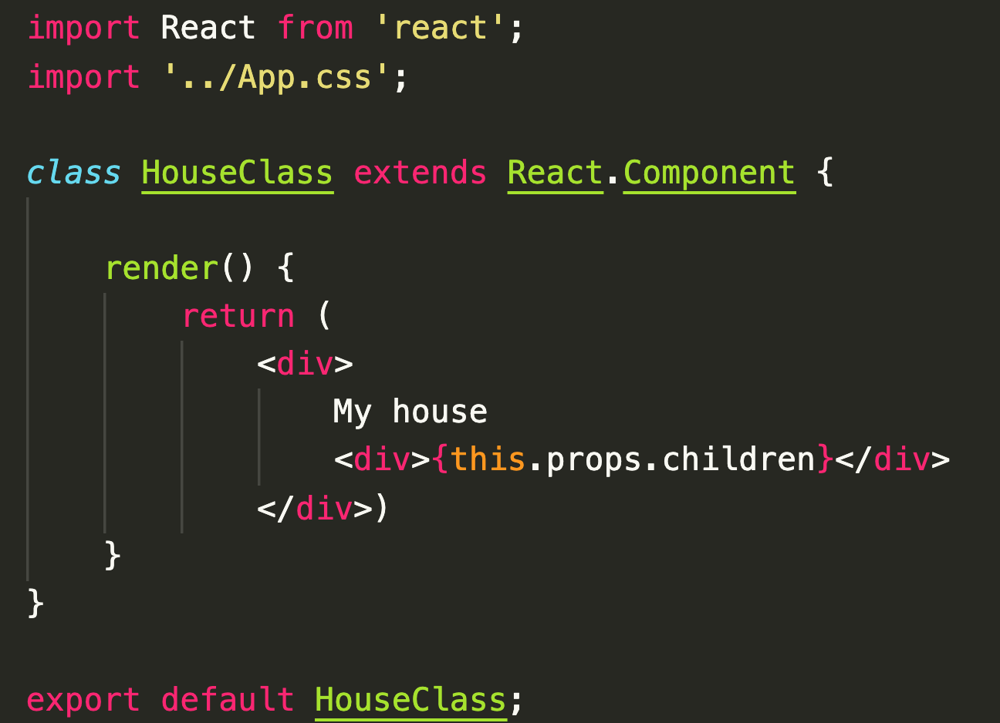 import React from 'react';
import '../App.css';
class HouseClass extends React.Component {
render() {
return (
<div>
My house
<div>{this.props.children}</div>
</div>)
}
}
export default HouseClass;